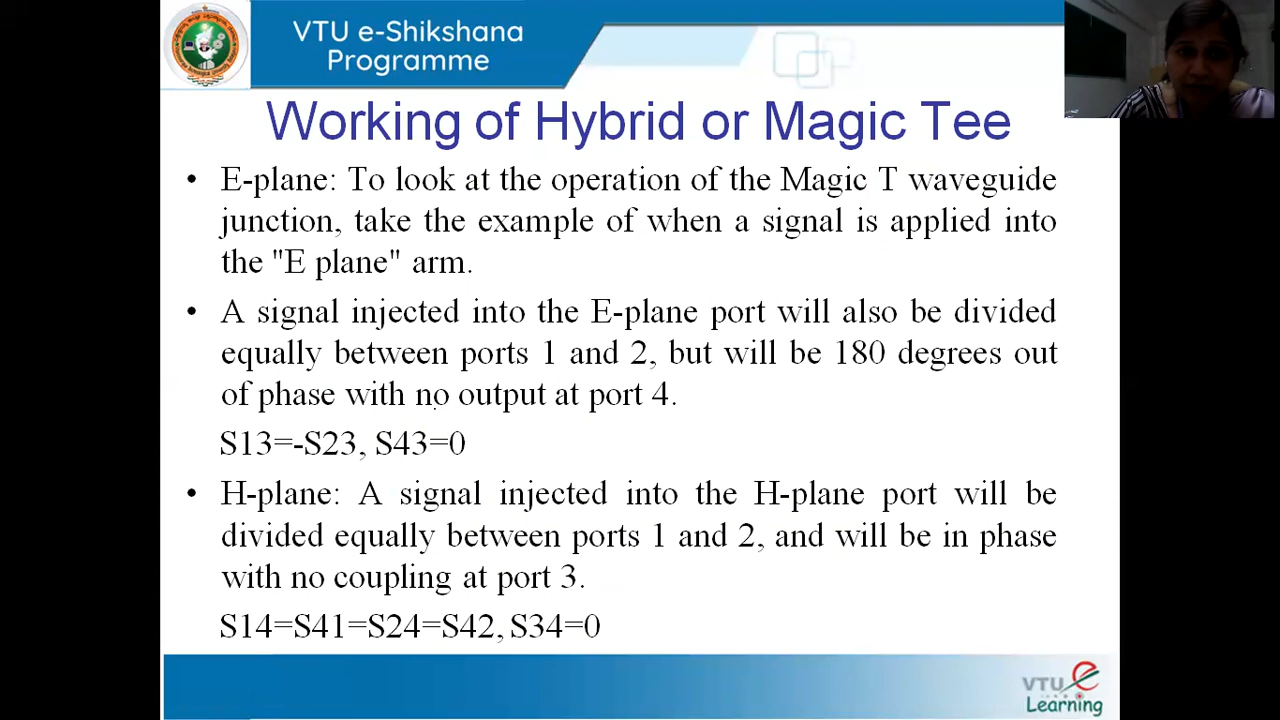 VTU e-Shikshana
Programme
Working of Hybrid or Magic Tee
• E-plane: To look at the operation of the Magic T waveguide
junction, take the example of when a signal is applied into
the "E plane" arm.
• A signal injected into the E-plane port will also be divided
equally between ports 1 and 2, but will be 180 degrees out
of phase with no output at port 4.
S13=-S23, S43=0
• H-plane: A signal injected into the H-plane port will be
divided equally between ports 1 and 2, and will be in phase
with no coupling at port 3.
S14=S41=S24=S42, S34=0
VTU e
Learning